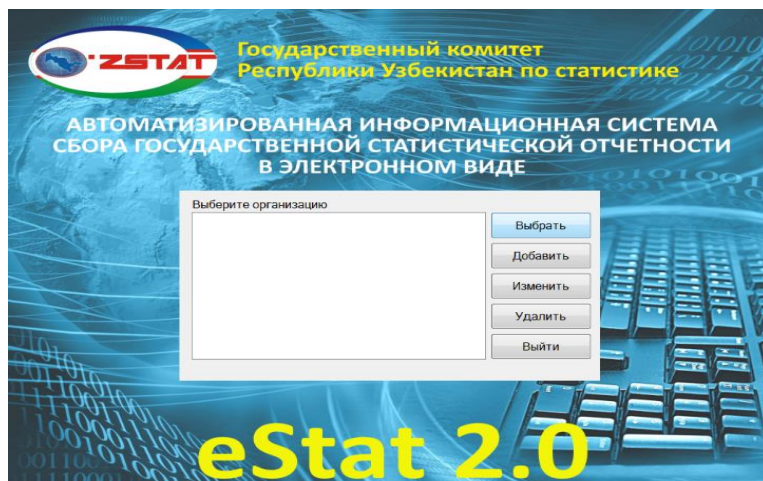 O'ZSTAT
Государственный комитет
Республики Узбекистан по статистике
АВТОМАТИЗИРОВАННАЯ ИНФОРМАЦИОННАЯ СИСТЕМА
СБОРА ГОСУДАРСТВЕННОЙ СТАТИСТИЧЕСКОЙ ОТЧЕТНОСТИ
В ЭЛЕКТРОННОМ ВИДЕ
Выберите организацию
Выбрать
Добавить
Изменить
Удалить
Выйти
eStat 2.0